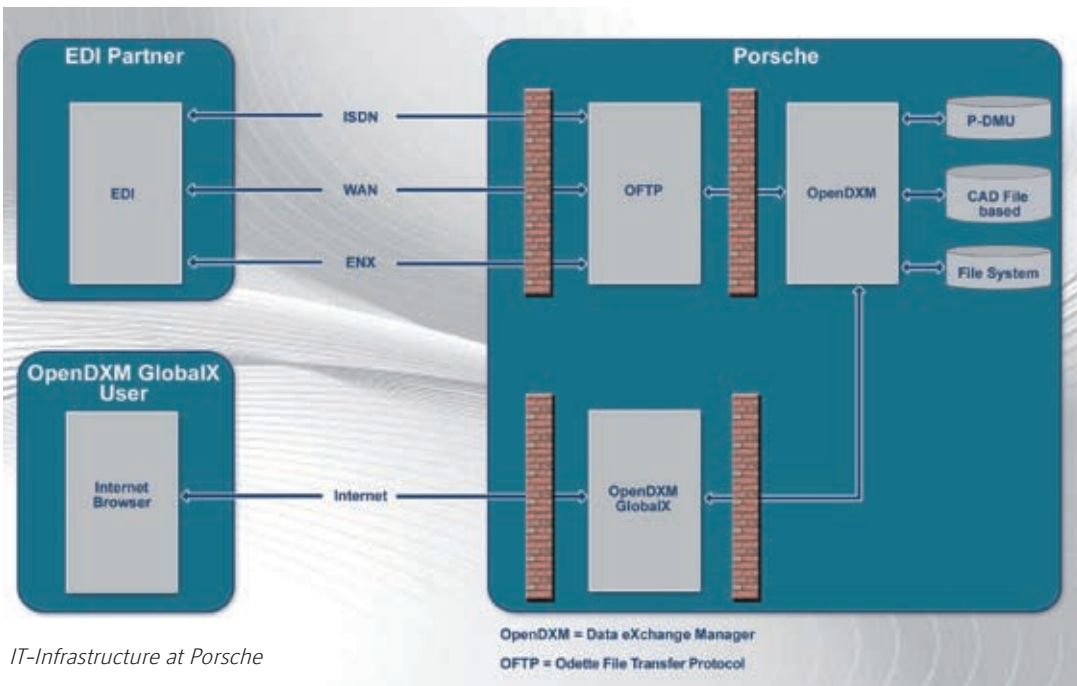 EDI Partner
EDI
ISDN
WAN
ENX
Porsche
OFTP
OpenDXM
P-DMU
CAD File
based
File System
OpenDXM GlobalX
User
Internet
Browser
Internet
OpenDXM
GlobalX
OpenDXM = Data eXchange Manager
OFTP = Odette File Transfer Protocol
IT-Infrastructure at Porsche